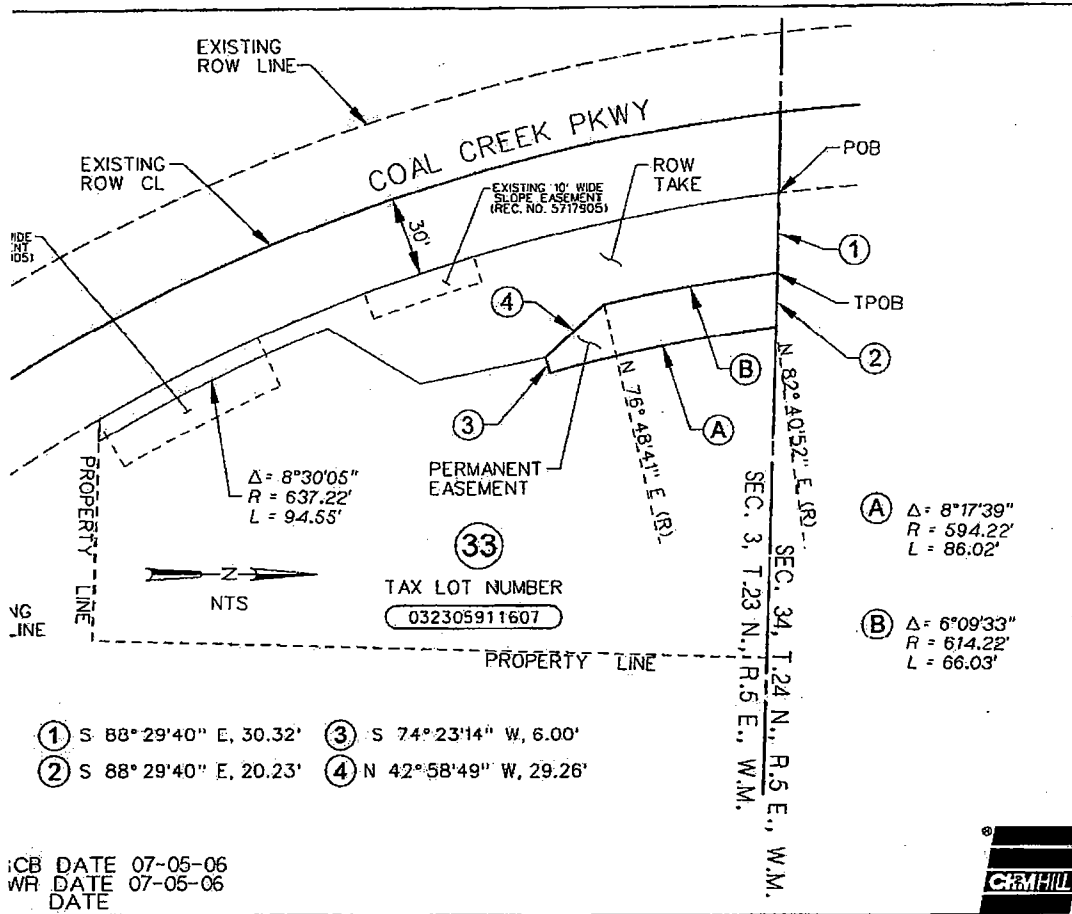 EXISTING
ROW LINE
COAL CREEK PKWY
EXISTING
ROW CL
EXISTING 10' WIDE
SLOPE EASEMENT
(REC. NO. 5717905)
ROW
TAKE
POB
30'
1
4
TPOB
2
B
3
A
N 76°48'41" E (R)
N 82°40'52" E (R)
PERMANENT
EASEMENT
PROPERTY LINE
Δ= 8°30'05"
R = 637.22'
L = 94.55'
33
TAX LOT NUMBER
032305911607
N
NTS
PROPERTY LINE
SEC. 3, T.23 N., R.5 E., W.M.
SEC. 34, T.24 N., R.5 E., W.M.
A Δ= 8°17'39"
R = 594.22'
L = 86.02'
B Δ= 6°09'33"
R = 614.22'
L = 66.03'
1 S 88°29'40" E, 30.32'
3 S 74°23'14" W, 6.00'
2 S 88°29'40" E, 20.23'
4 N 42°58'49" W, 29.26'
DATE 07-05-06
DATE 07-05-06
DATE
CH2MHILL
®